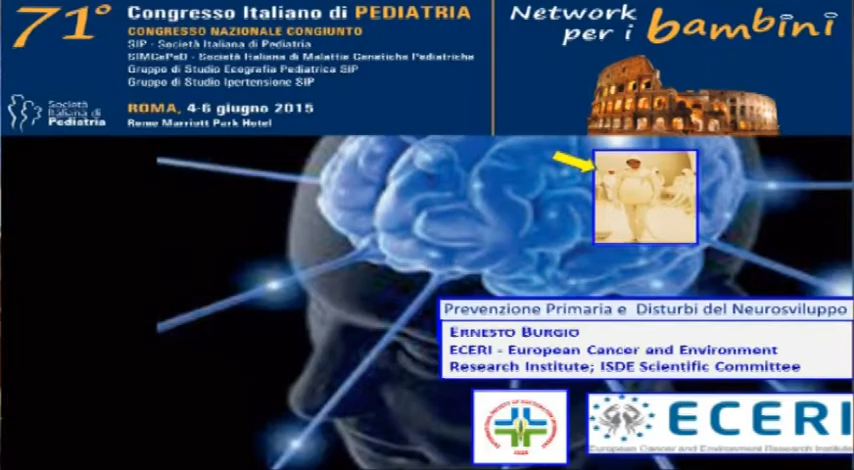 71° Congresso Italiano di PEDIATRIA
CONGRESSO NAZIONALE CONGIUNTO
SIP - Società Italiana di Pediatria
SIMGePeD - Società Italiana di Malattie Genetiche Pediatriche
Gruppo di Studio Ecografia Pediatrica SIP
Gruppo di Studio Ipertensione SIP
Società
Italiana di
Pediatria
ROMA, 4-6 giugno 2015
Rome Marriott Park Hotel
Network
per i bambini
Prevenzione Primaria e Disturbi del Neurosviluppo
ERNESTO BURGIO
ECERI - European Cancer and Environment
Research Institute; ISDE Scientific Committee
ECERI
European Cancer and Environment Research Institute